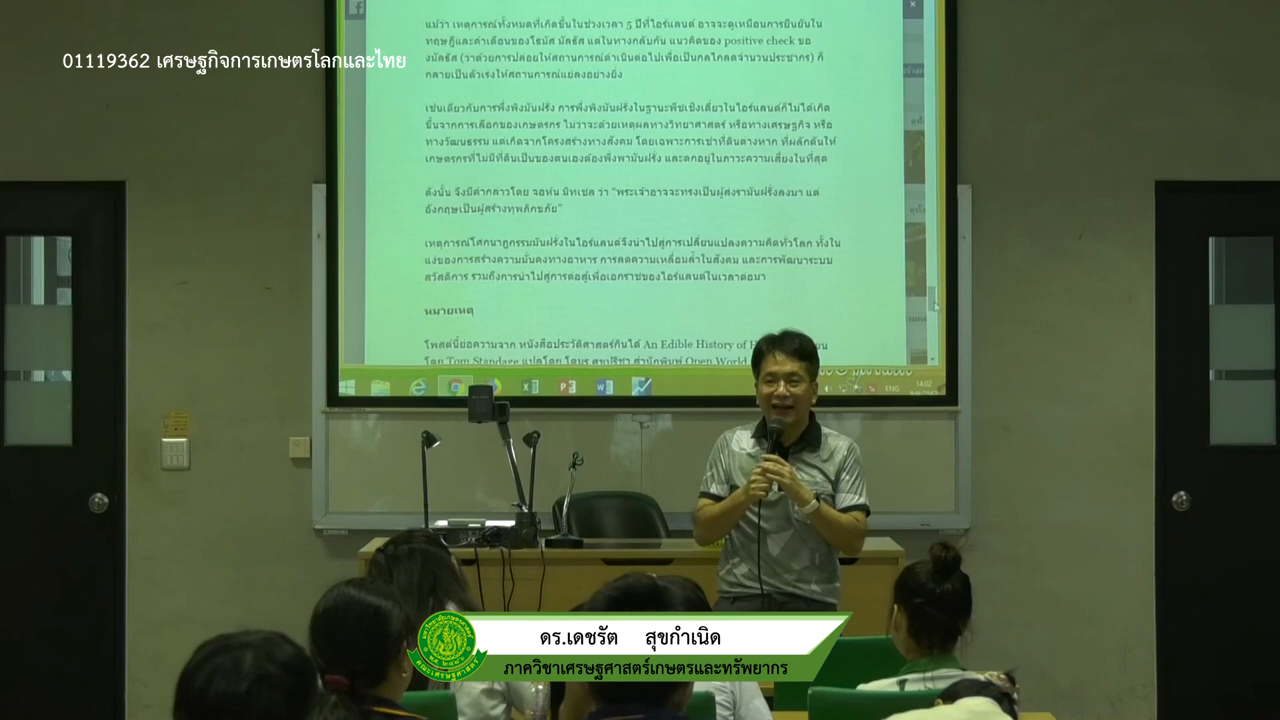 01119362 เศรษฐกิจการเกษตรโลกและไทย
แม้ว่า เหตุการณ์ทั้งหมดที่เกิดขึ้นในช่วงเวลา 5 ปีที่ไอร์แลนด์ อาจจะดูเหมือนการยืนยันใน
ทฤษฎีและคำเตือนของโธมัส มัลธัส แต่ในทางกลับกัน แนวคิดของ positive check ขอ
งมัลธัส (ว่าด้วยการปล่อยให้สถานการณ์ดำเนินต่อไปเพื่อเป็นกลไกลดจำนวนประชากร) ก็
กลายเป็นตัวเร่งให้สถานการณ์แย่ลงอย่างยิ่ง
เช่นเดียวกับการพึ่งพิงมันฝรั่ง การพึ่งพิงมันฝรั่งในฐานะพืชเชิงเดี่ยวในไอร์แลนด์ก็ไม่ได้เกิด
ขึ้นจากการเลือกของเกษตรกร ไม่ว่าจะด้วยเหตุผลทางวิทยาศาสตร์ หรือทางเศรษฐกิจ หรือ
ทางวัฒนธรรม แต่เกิดจากโครงสร้างทางสังคม โดยเฉพาะการเช่าที่ดินต่างหาก ที่ผลักดันให้
เกษตรกรที่ไม่มีที่ดินเป็นของตนเองต้องพึ่งพามันฝรั่ง และตกอยู่ในภาวะความเสี่ยงในที่สุด
ดังนั้น จึงมีคำกล่าวโดย จอห์น มิทเชล ว่า “พระเจ้าอาจจะทรงเป็นผู้ส่งรามันฝรั่งลงมา แต่
อังกฤษเป็นผู้สร้างทุพภิกขภัย”
เหตุการณ์โศกนาฏกรรมมันฝรั่งในไอร์แลนด์จึงนำไปสู่การเปลี่ยนแปลงความคิดทั่วโลก ทั้งใน
แง่ของการสร้างความมั่นคงทางอาหาร การลดความเหลื่อมล้ำในสังคม และการพัฒนาระบบ
สวัสดิการ รวมถึงการนำไปสู่การต่อสู้เพื่อเอกราชของไอร์แลนด์ในเวลาต่อมา
หมายเหตุ
โพสต์นี้ย่อความจาก หนังสือประวัติศาสตร์กินได้ An Edible History of
โดย Tom Standage แปลโดย โตมร ศุขปรีชา สำนักพิมพ์ Open World
ENG
14:02
ดร.เดชรัต สุขกำเนิด
ภาควิชาเศรษฐศาสตร์เกษตรและทรัพยากร
คณะเศรษฐศาสตร์